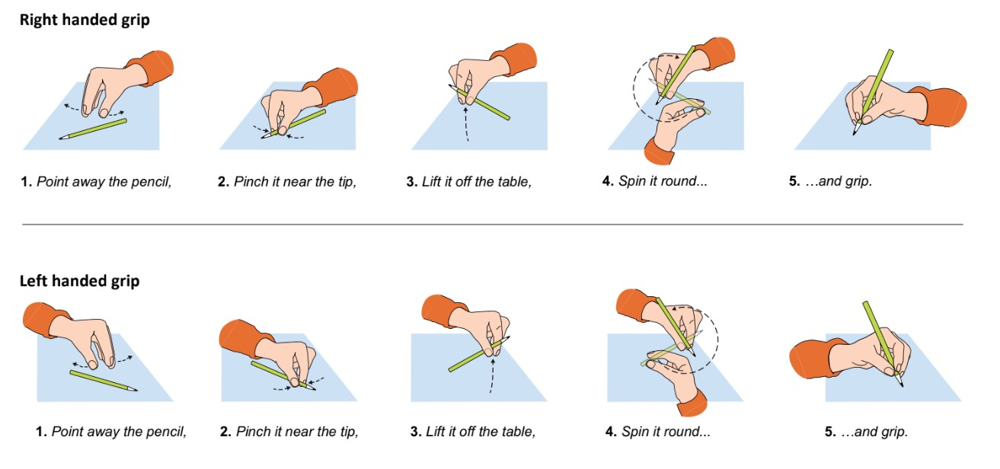 Right handed grip
1. Point away the pencil,
2. Pinch it near the tip,
3. Lift it off the table,
4. Spin it round...
5. ...and grip.
Left handed grip
1. Point away the pencil,
2. Pinch it near the tip,
3. Lift it off the table,
4. Spin it round...
5. ...and grip.